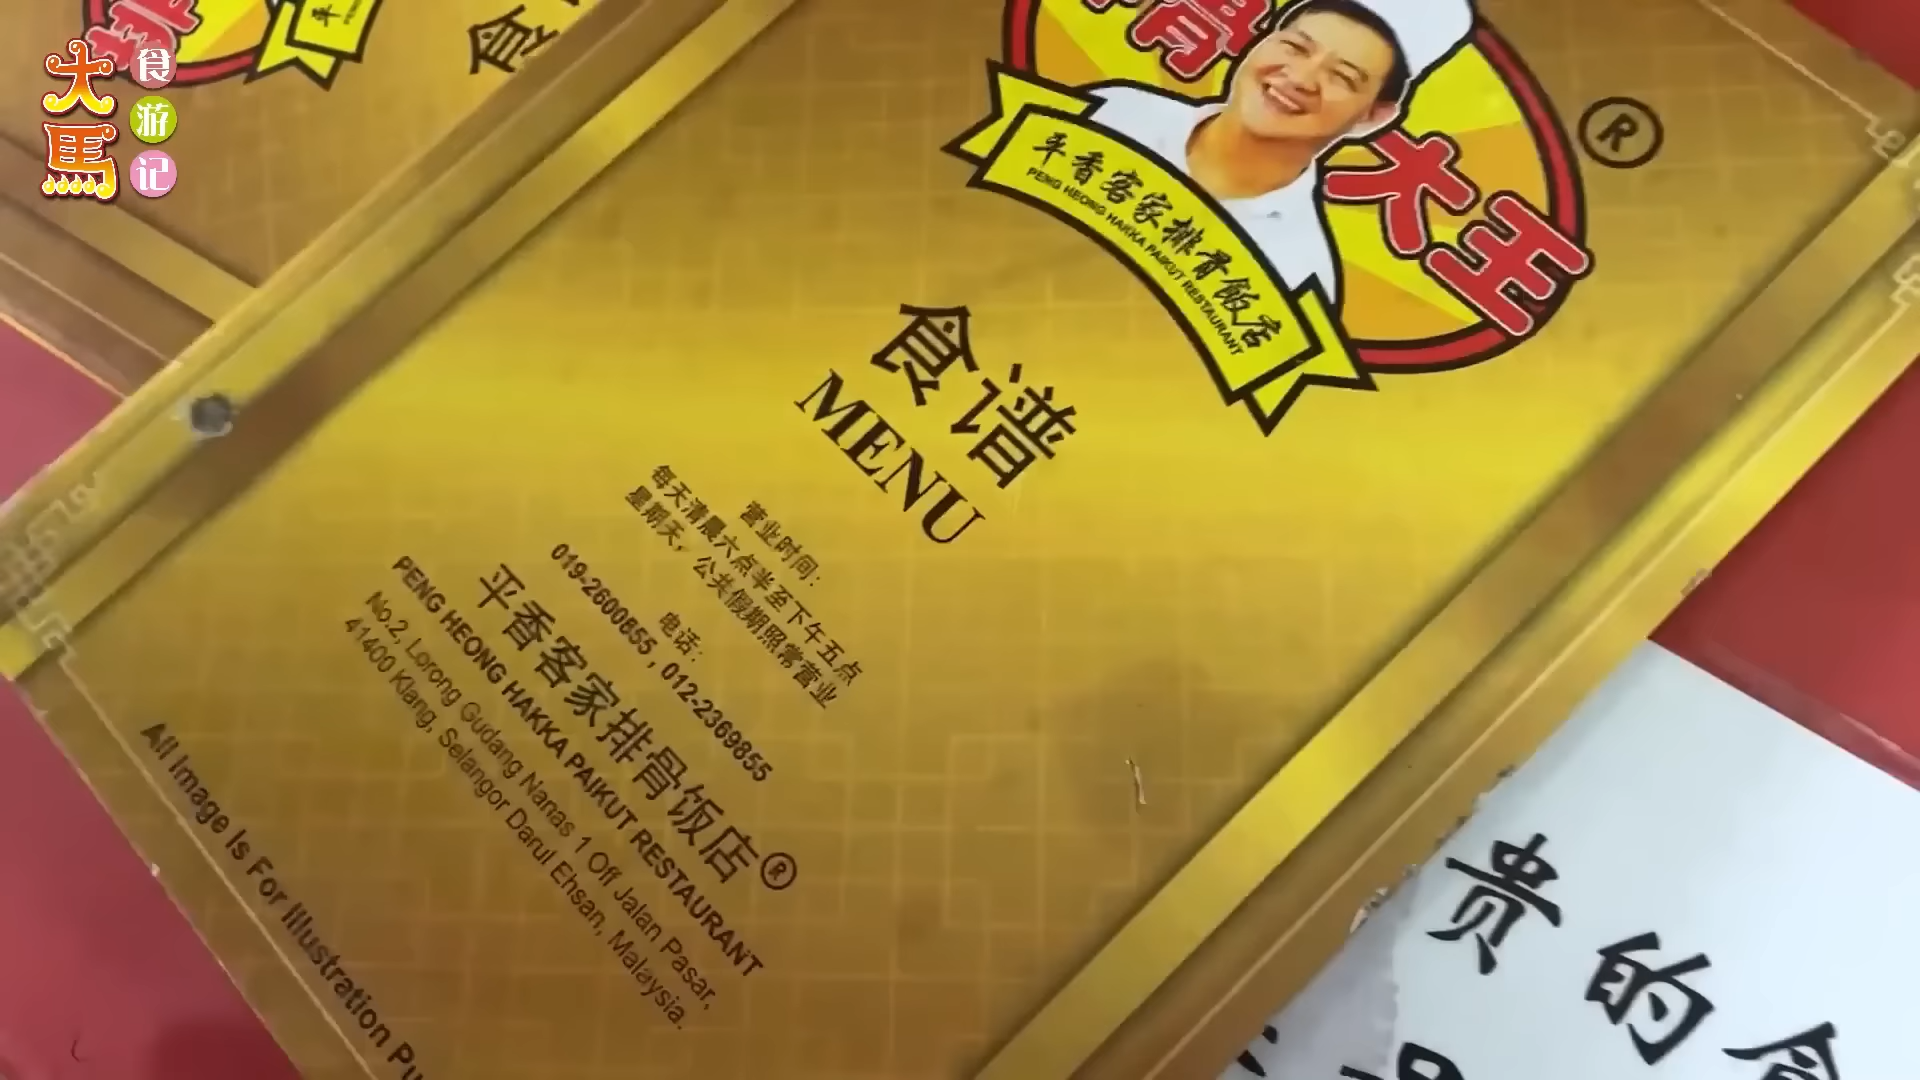 大馬
食游记
食
骨
大王
®
平香客家排骨飯店
PENG HEONG HAKKA PAIKUT RESTAURANT
食谱
MENU
营业时间:
每天清晨六点半至下午五点
星期天，公共假期照常营业
电话:
019-2600855 , 012-2369855
平香客家排骨饭店®
PENG HEONG HAKKA PAIKUT RESTAURANT
No.2, Lorong Gudang Nanas 1 Off Jalan Pasar,
41400 Klang, Selangor Darul Ehsan, Malaysia.
All Image Is For Illustration Pu
贵的食